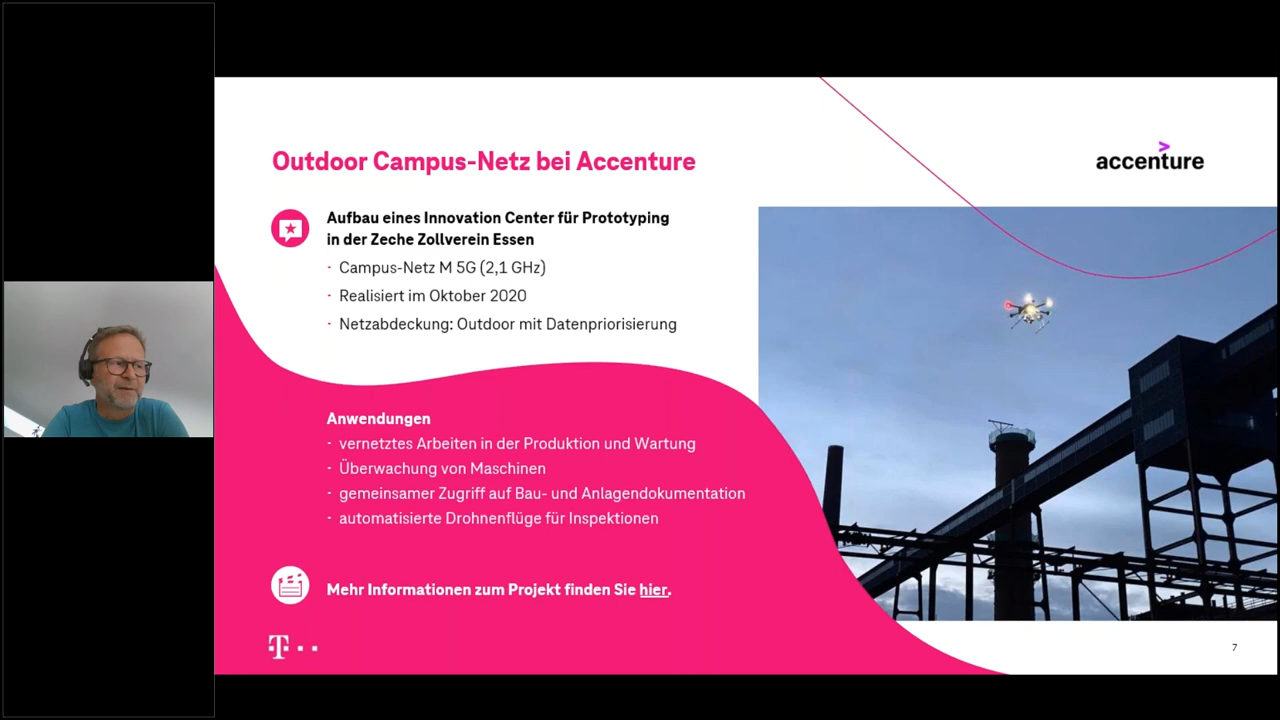 Outdoor Campus-Netz bei Accenture
accenture
Aufbau eines Innovation Center für Prototyping
in der Zeche Zollverein Essen
- Campus-Netz M 5G (2,1 GHz)
- Realisiert im Oktober 2020
- Netzabdeckung: Outdoor mit Datenpriorisierung
Anwendungen
- vernetztes Arbeiten in der Produktion und Wartung
- Überwachung von Maschinen
- gemeinsamer Zugriff auf Bau- und Anlagendokumentation
- automatisierte Drohnenflüge für Inspektionen
Mehr Informationen zum Projekt finden Sie hier.
T
7